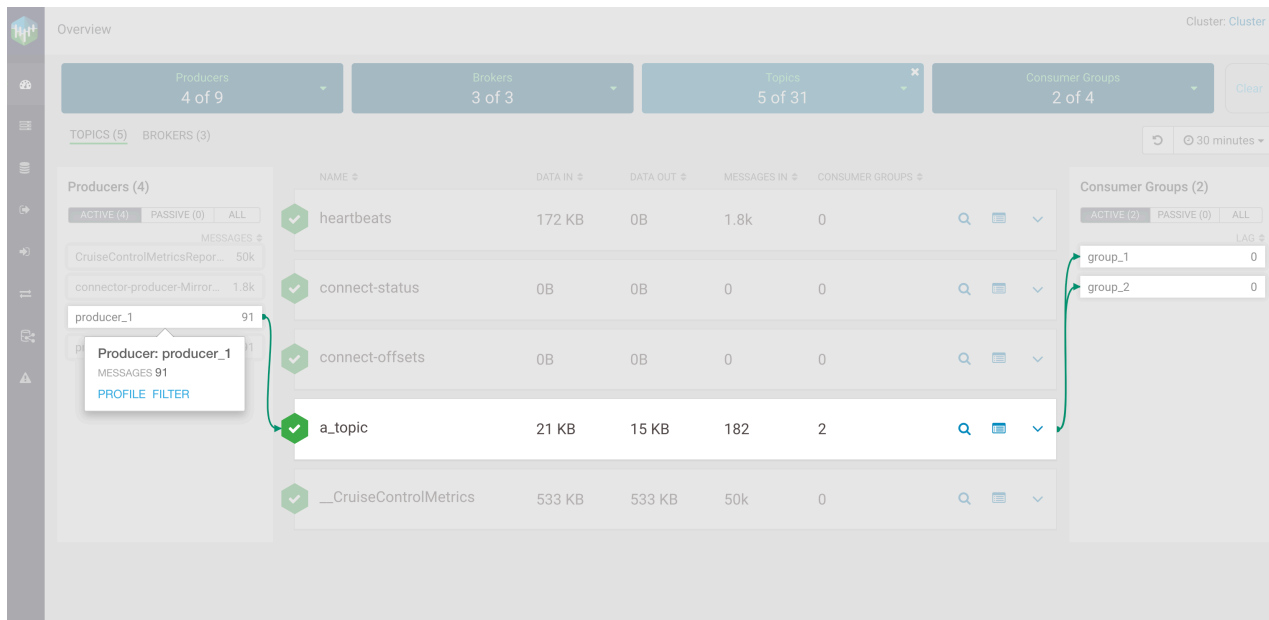 Overview
Cluster: Cluster
Producers
4 of 9
Brokers
3 of 3
Topics
5 of 31
Consumer Groups
2 of 4
Clear
TOPICS (5) BROKERS (3)
30 minutes
Producers (4)
ACTIVE (4) PASSIVE (0) ALL
MESSAGES
CruiseControlMetricsRepor... 50k
connector-producer-Mirror... 1.8k
producer_1 91
Producer: producer_1
MESSAGES 91
PROFILE FILTER
NAME DATA IN DATA OUT MESSAGES IN CONSUMER GROUPS
heartbeats 172 KB 0B 1.8k 0
connect-status 0B 0B 0 0
connect-offsets 0B 0B 0 0
a_topic 21 KB 15 KB 182 2
__CruiseControlMetrics 533 KB 533 KB 50k 0
Consumer Groups (2)
ACTIVE (2) PASSIVE (0) ALL
LAG
group_1 0
group_2 0